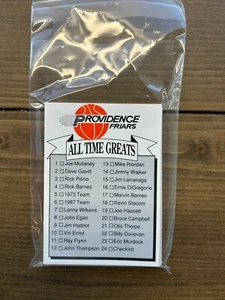 PROVIDENCE
FRIARS
ALL TIME GREATS
1 Joe Mullaney
2 Dave Gavitt
3 Rick Pitino
4 Rick Barnes
5 1973 Team
6 1987 Team
7 Lenny Wilkens
8 John Egan
9 Jim Hadnot
10 Vin Ernst
11 Ray Flynn
12 John Thompson
13 Mike Riordan
14 Jimmy Walker
15 Jim Larranaga
16 Ernie DiGregorio
17 Marvin Barnes
18 Kevin Stacom
19 Joe Hassett
20 Bruce Campbell
21 Otis Thorpe
22 Billy Donovan
23 Eric Murdock
24 Checklist